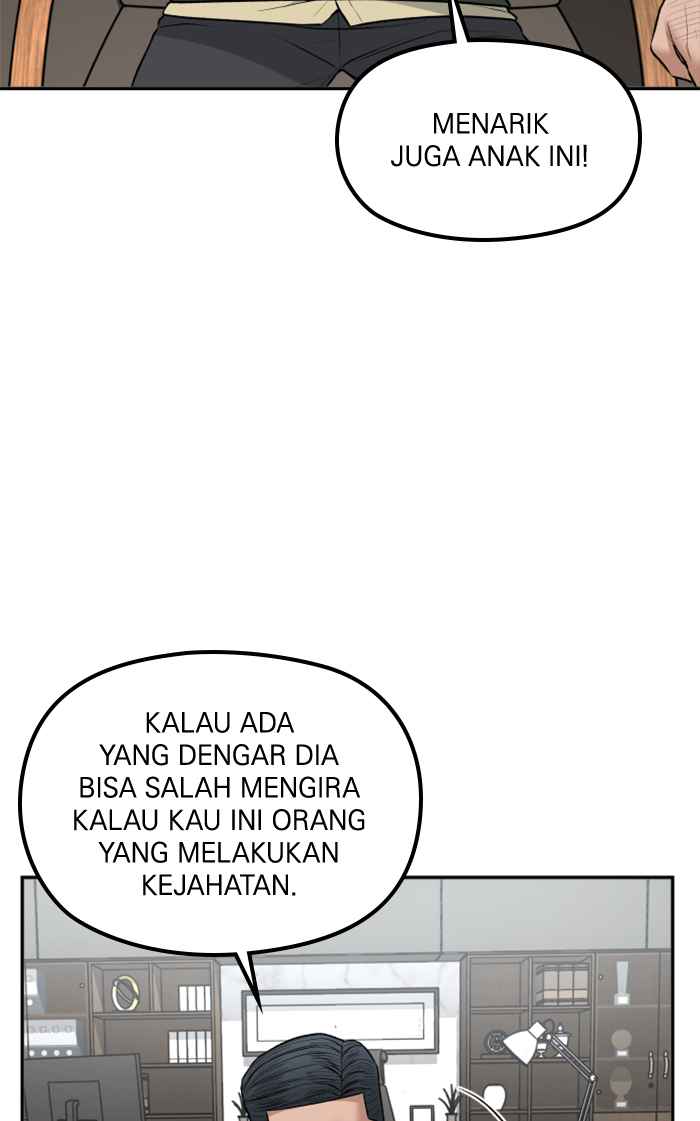 MENARIK
JUGA ANAK INI!
KALAU ADA
YANG DENGAR DIA
BISA SALAH MENGIRA
KALAU KAU INI ORANG
YANG MELAKUKAN
KEJAHATAN.